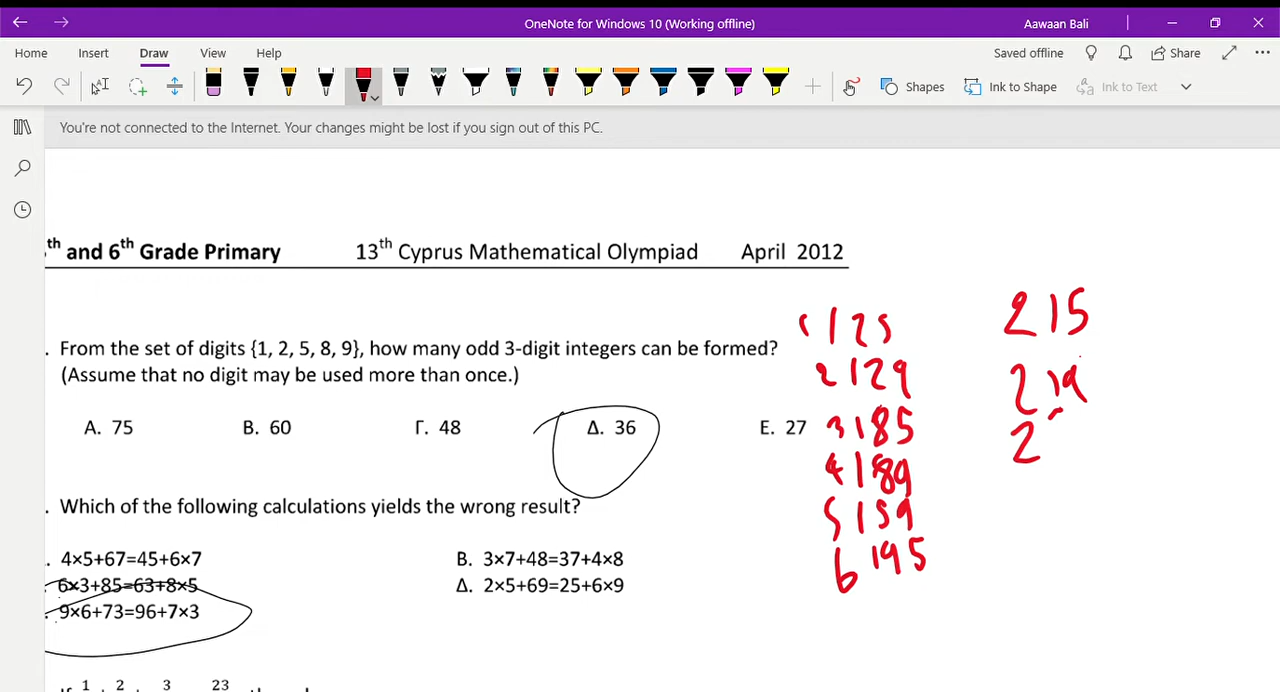 OneNote for Windows 10 (Working offline)
Aawaan Bali
Home Insert Draw View Help
Saved offline
Share
Shapes
Ink to Shape
Ink to Text
You're not connected to the Internet. Your changes might be lost if you sign out of this PC.
th and 6th Grade Primary 13th Cyprus Mathematical Olympiad April 2012
. From the set of digits {1, 2, 5, 8, 9}, how many odd 3-digit integers can be formed?
(Assume that no digit may be used more than once.)
A. 75 B. 60 Γ. 48 Δ. 36 E. 27
. Which of the following calculations yields the wrong result?
. 4×5+67=45+6×7 B. 3×7+48=37+4×8
. 6×3+85=63+8×5 Δ. 2×5+69=25+6×9
. 9×6+73=96+7×3
1 125
2 129
3 185
4 189
5 159
6 195
215
219
2